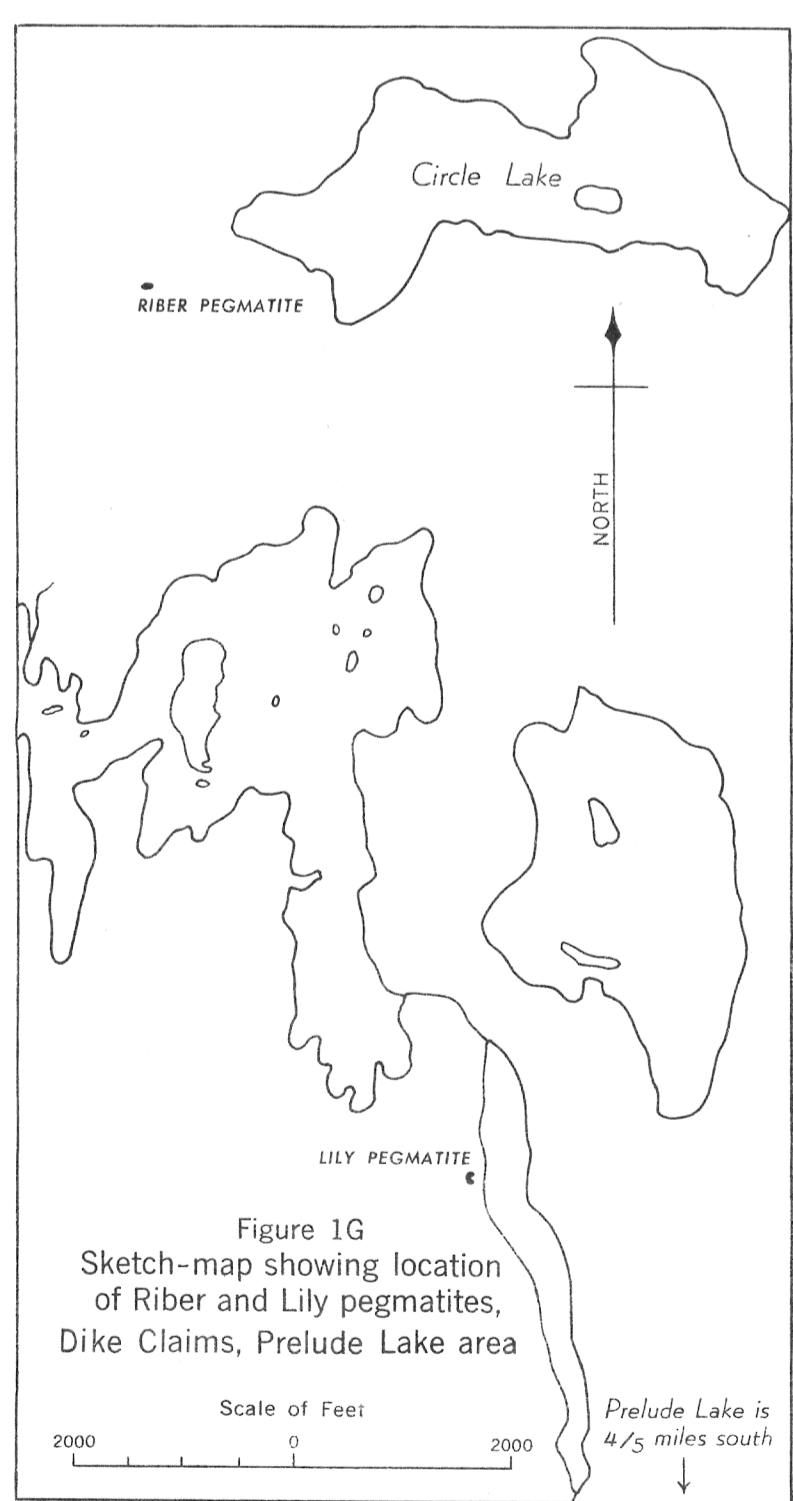 Circle Lake
RIBER PEGMATITE
NORTH
LILY PEGMATITE
Figure 1G
Sketch-map showing location
of Riber and Lily pegmatites,
Dike Claims, Prelude Lake area
Scale of Feet
2000 0 2000
Prelude Lake is
4/5 miles south